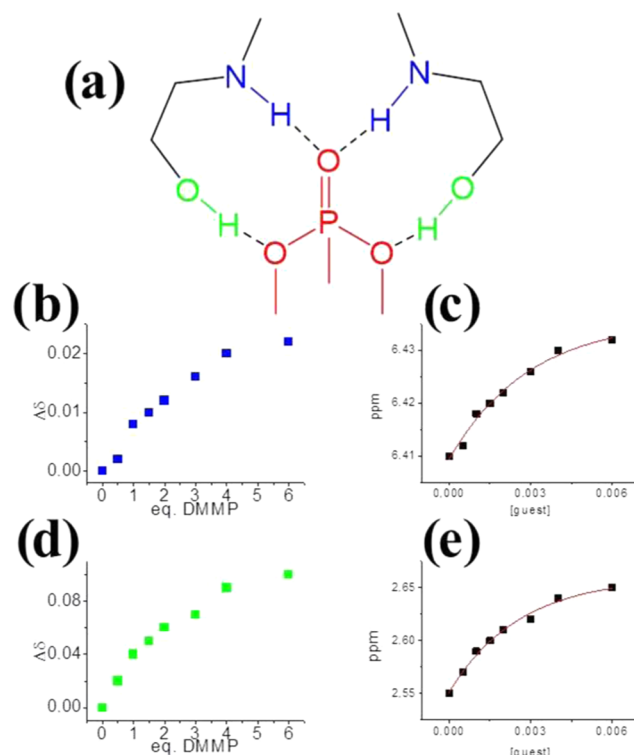 (a)
N
N
H
H
O
O
O
H
H
P
O
O
(b)
(c)
0.02
0.01
0.00
Δδ
0 1 2 3 4 5 6
eq. DMMP
6.43
6.42
6.41
ppm
0.000 0.003 0.006
[guest]
(d)
(e)
0.08
0.04
0.00
Δδ
0 1 2 3 4 5 6
eq. DMMP
2.65
2.60
2.55
ppm
0.000 0.003 0.006
[guest]